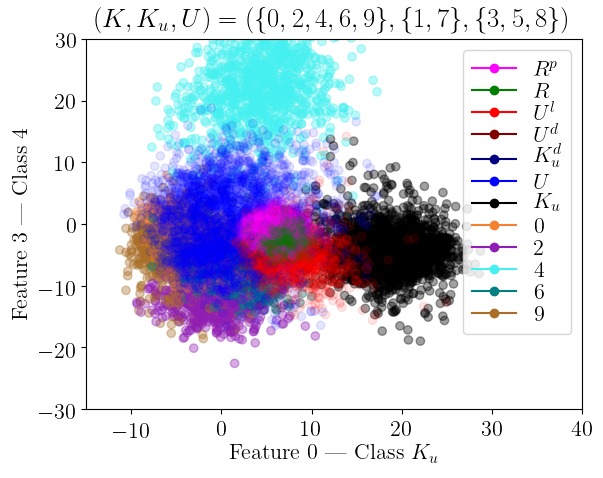 (K, K_u, U) = ({0, 2, 4, 6, 9}, {1, 7}, {3, 5, 8})
30
20
10
0
−10
−20
−30
Feature 3 — Class 4
R^p
R
U^l
U^d
K_u^d
U
K_u
0
2
4
6
9
−10
0
10
20
30
40
Feature 0 — Class K_u